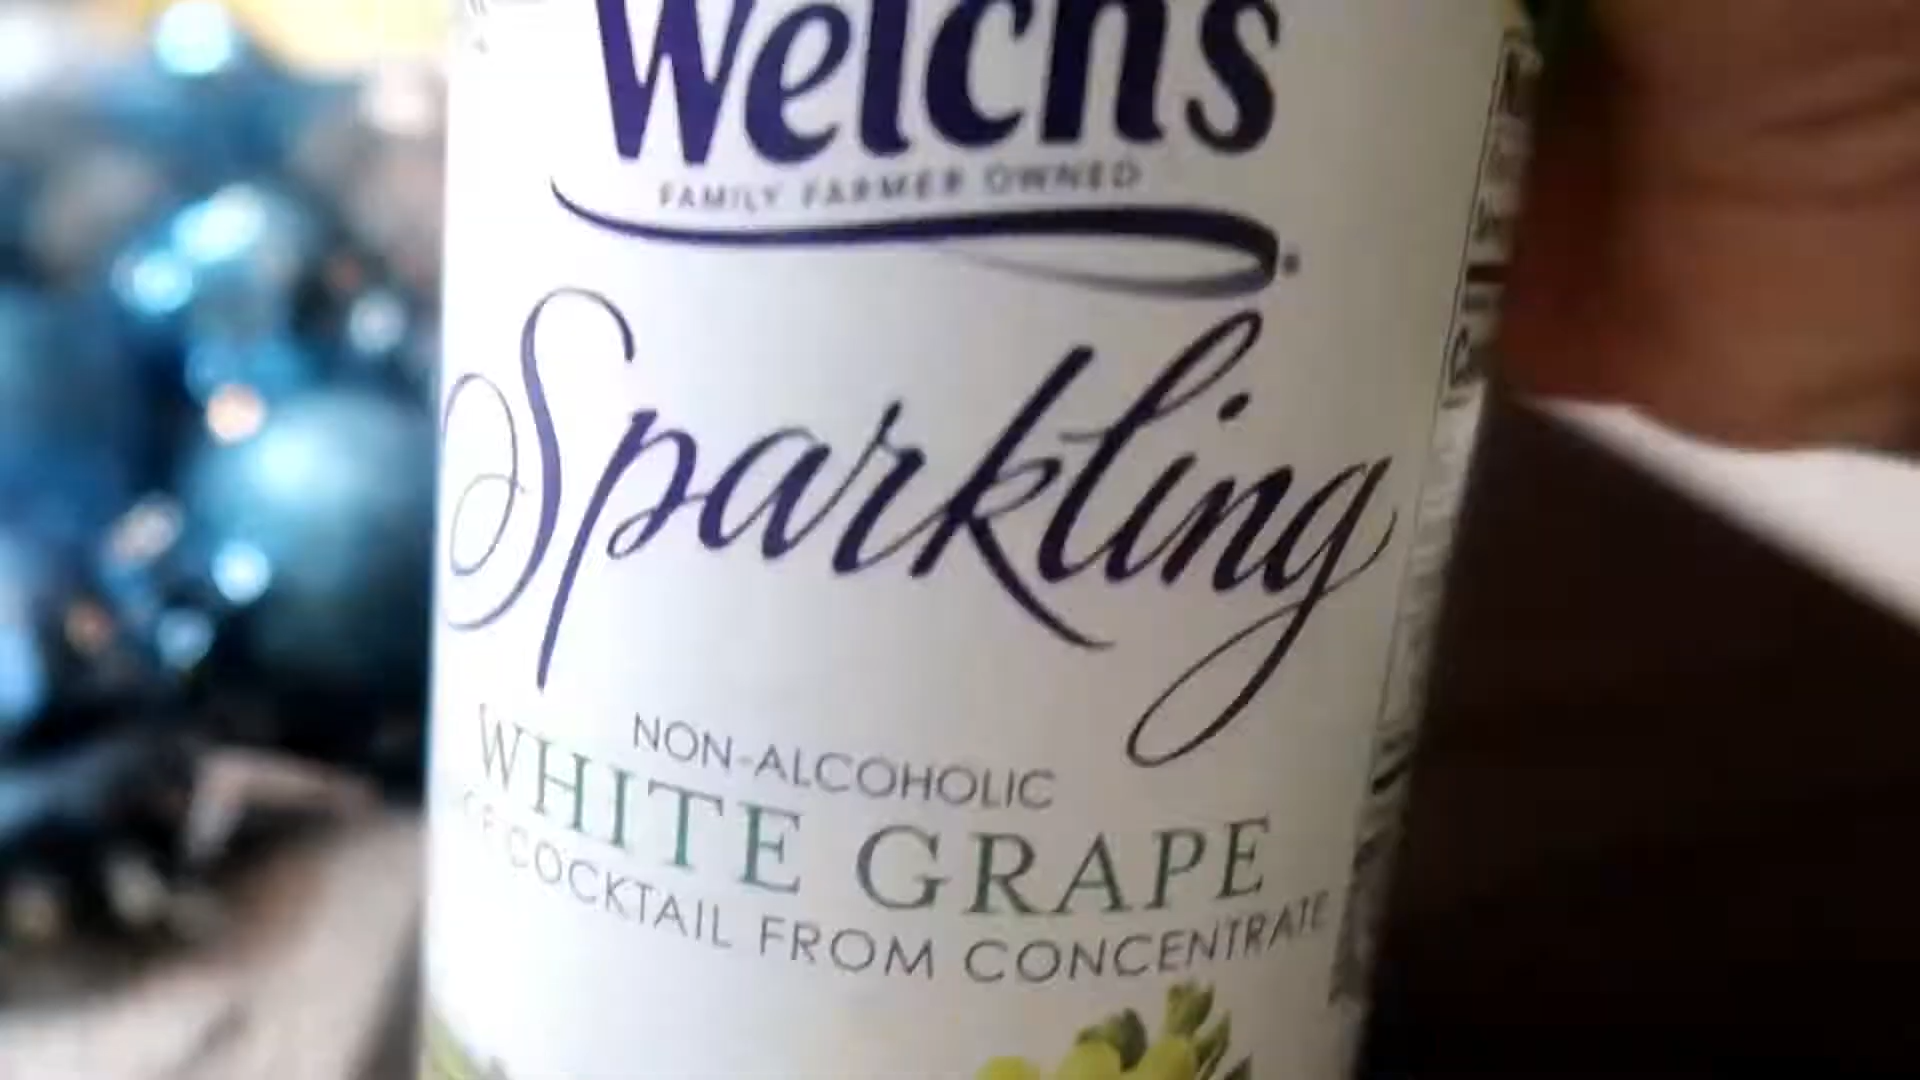 Welch's
FAMILY FARMER OWNED
Sparkling
NON-ALCOHOLIC
WHITE GRAPE
COCKTAIL FROM CONCENTRATE